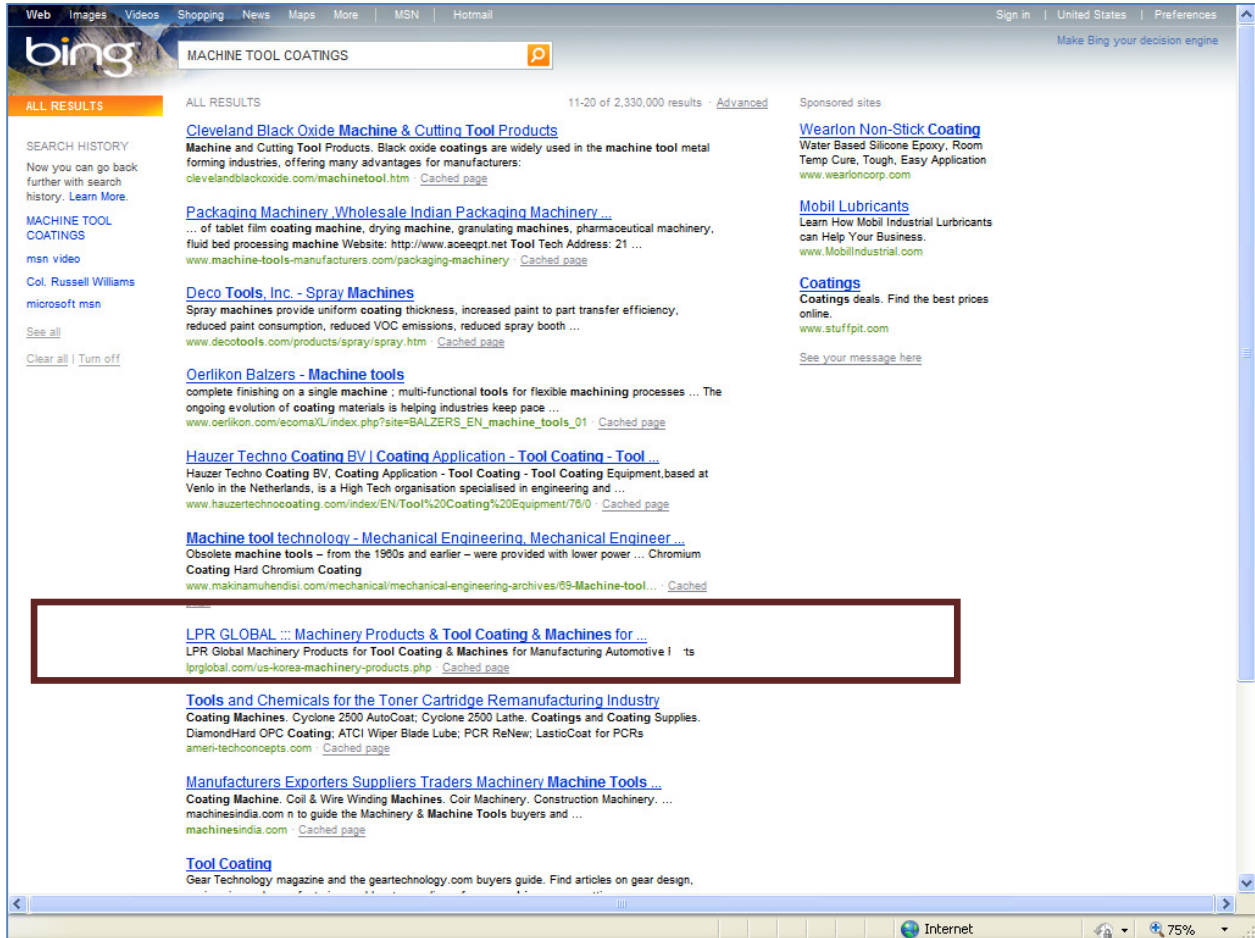 Web Images Videos Shopping News Maps More | MSN | Hotmail
Sign in | United States | Preferences
bing
MACHINE TOOL COATINGS
Make Bing your decision engine
ALL RESULTS
SEARCH HISTORY
Now you can go back
further with search
history. Learn More.
MACHINE TOOL
COATINGS
msn video
Col. Russell Williams
microsoft msn
See all
Clear all | Turn off
ALL RESULTS
11-20 of 2,330,000 results · Advanced
Cleveland Black Oxide Machine & Cutting Tool Products
Machine and Cutting Tool Products. Black oxide coatings are widely used in the machine tool metal
forming industries, offering many advantages for manufacturers:
clevelandblackoxide.com/machinetool.htm · Cached page
Packaging Machinery ,Wholesale Indian Packaging Machinery ...
... of tablet film coating machine, drying machine, granulating machines, pharmaceutical machinery,
fluid bed processing machine Website: http://www.aceeqpt.net Tool Tech Address: 21 ...
www.machine-tools-manufacturers.com/packaging-machinery · Cached page
Deco Tools, Inc. - Spray Machines
Spray machines provide uniform coating thickness, increased paint to part transfer efficiency,
reduced paint consumption, reduced VOC emissions, reduced spray booth ...
www.decotools.com/products/spray/spray.htm · Cached page
Oerlikon Balzers - Machine tools
complete finishing on a single machine ; multi-functional tools for flexible machining processes ... The
ongoing evolution of coating materials is helping industries keep pace ...
www.oerlikon.com/ecomaXL/index.php?site=BALZERS_EN_machine_tools_01 · Cached page
Hauzer Techno Coating BV | Coating Application - Tool Coating - Tool ...
Hauzer Techno Coating BV, Coating Application - Tool Coating - Tool Coating Equipment,based at
Venlo in the Netherlands, is a High Tech organisation specialised in engineering and ...
www.hauzertechnocoating.com/index/EN/Tool%20Coating%20Equipment/76/0 · Cached page
Machine tool technology - Mechanical Engineering, Mechanical Engineer ...
Obsolete machine tools – from the 1960s and earlier – were provided with lower power ... Chromium
Coating Hard Chromium Coating
www.makinamuhendisi.com/mechanical/mechanical-engineering-archives/69-Machine-tool... · Cached
LPR GLOBAL ::: Machinery Products & Tool Coating & Machines for ...
LPR Global Machinery Products for Tool Coating & Machines for Manufacturing Automotive
lprglobal.com/us-korea-machinery-products.php · Cached page
Tools and Chemicals for the Toner Cartridge Remanufacturing Industry
Coating Machines. Cyclone 2500 AutoCoat; Cyclone 2500 Lathe. Coatings and Coating Supplies.
DiamondHard OPC Coating; ATCI Wiper Blade Lube; PCR ReNew; LasticCoat for PCRs
ameri-techconcepts.com · Cached page
Manufacturers Exporters Suppliers Traders Machinery Machine Tools ...
Coating Machine. Coil & Wire Winding Machines. Coir Machinery. Construction Machinery. ...
machinesindia.com n to guide the Machinery & Machine Tools buyers and ...
machinesindia.com · Cached page
Tool Coating
Gear Technology magazine and the geartechnology.com buyers guide. Find articles on gear design,
Sponsored sites
Wearlon Non-Stick Coating
Water Based Silicone Epoxy, Room
Temp Cure, Tough, Easy Application
www.wearloncorp.com
Mobil Lubricants
Learn How Mobil Industrial Lurbricants
can Help Your Business.
www.MobilIndustrial.com
Coatings
Coatings deals. Find the best prices
online.
www.stuffpit.com
See your message here
Internet
75%